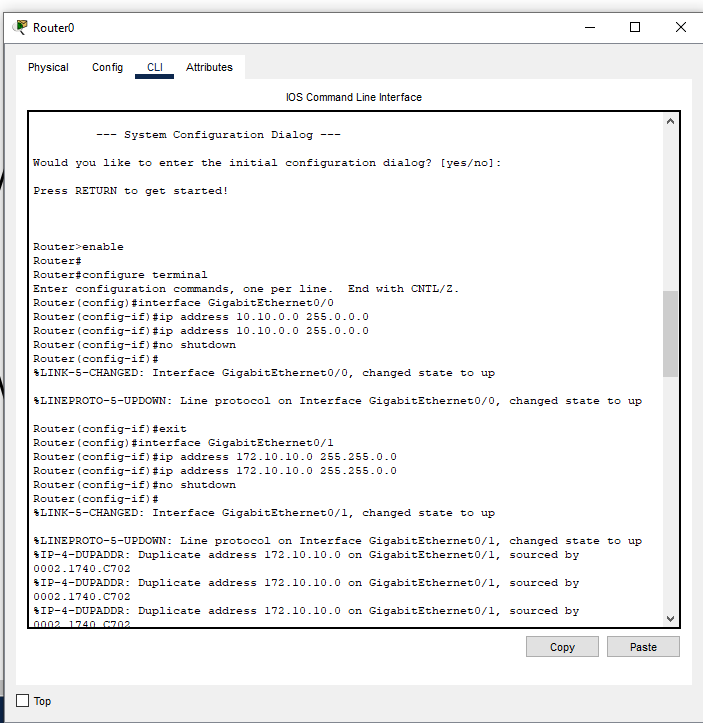 Router0
Physical Config CLI Attributes
IOS Command Line Interface
--- System Configuration Dialog ---
Would you like to enter the initial configuration dialog? [yes/no]:
Press RETURN to get started!
Router>enable
Router#
Router#configure terminal
Enter configuration commands, one per line.  End with CNTL/Z.
Router(config)#interface GigabitEthernet0/0
Router(config-if)#ip address 10.10.0.0 255.0.0.0
Router(config-if)#ip address 10.10.0.0 255.0.0.0
Router(config-if)#no shutdown
Router(config-if)#
%LINK-5-CHANGED: Interface GigabitEthernet0/0, changed state to up
%LINEPROTO-5-UPDOWN: Line protocol on Interface GigabitEthernet0/0, changed state to up
Router(config-if)#exit
Router(config)#interface GigabitEthernet0/1
Router(config-if)#ip address 172.10.10.0 255.255.0.0
Router(config-if)#ip address 172.10.10.0 255.255.0.0
Router(config-if)#no shutdown
Router(config-if)#
%LINK-5-CHANGED: Interface GigabitEthernet0/1, changed state to up
%LINEPROTO-5-UPDOWN: Line protocol on Interface GigabitEthernet0/1, changed state to up
%IP-4-DUPADDR: Duplicate address 172.10.10.0 on GigabitEthernet0/1, sourced by
0002.1740.C702
%IP-4-DUPADDR: Duplicate address 172.10.10.0 on GigabitEthernet0/1, sourced by
0002.1740.C702
%IP-4-DUPADDR: Duplicate address 172.10.10.0 on GigabitEthernet0/1, sourced by
0002.1740.C702
Copy Paste
Top